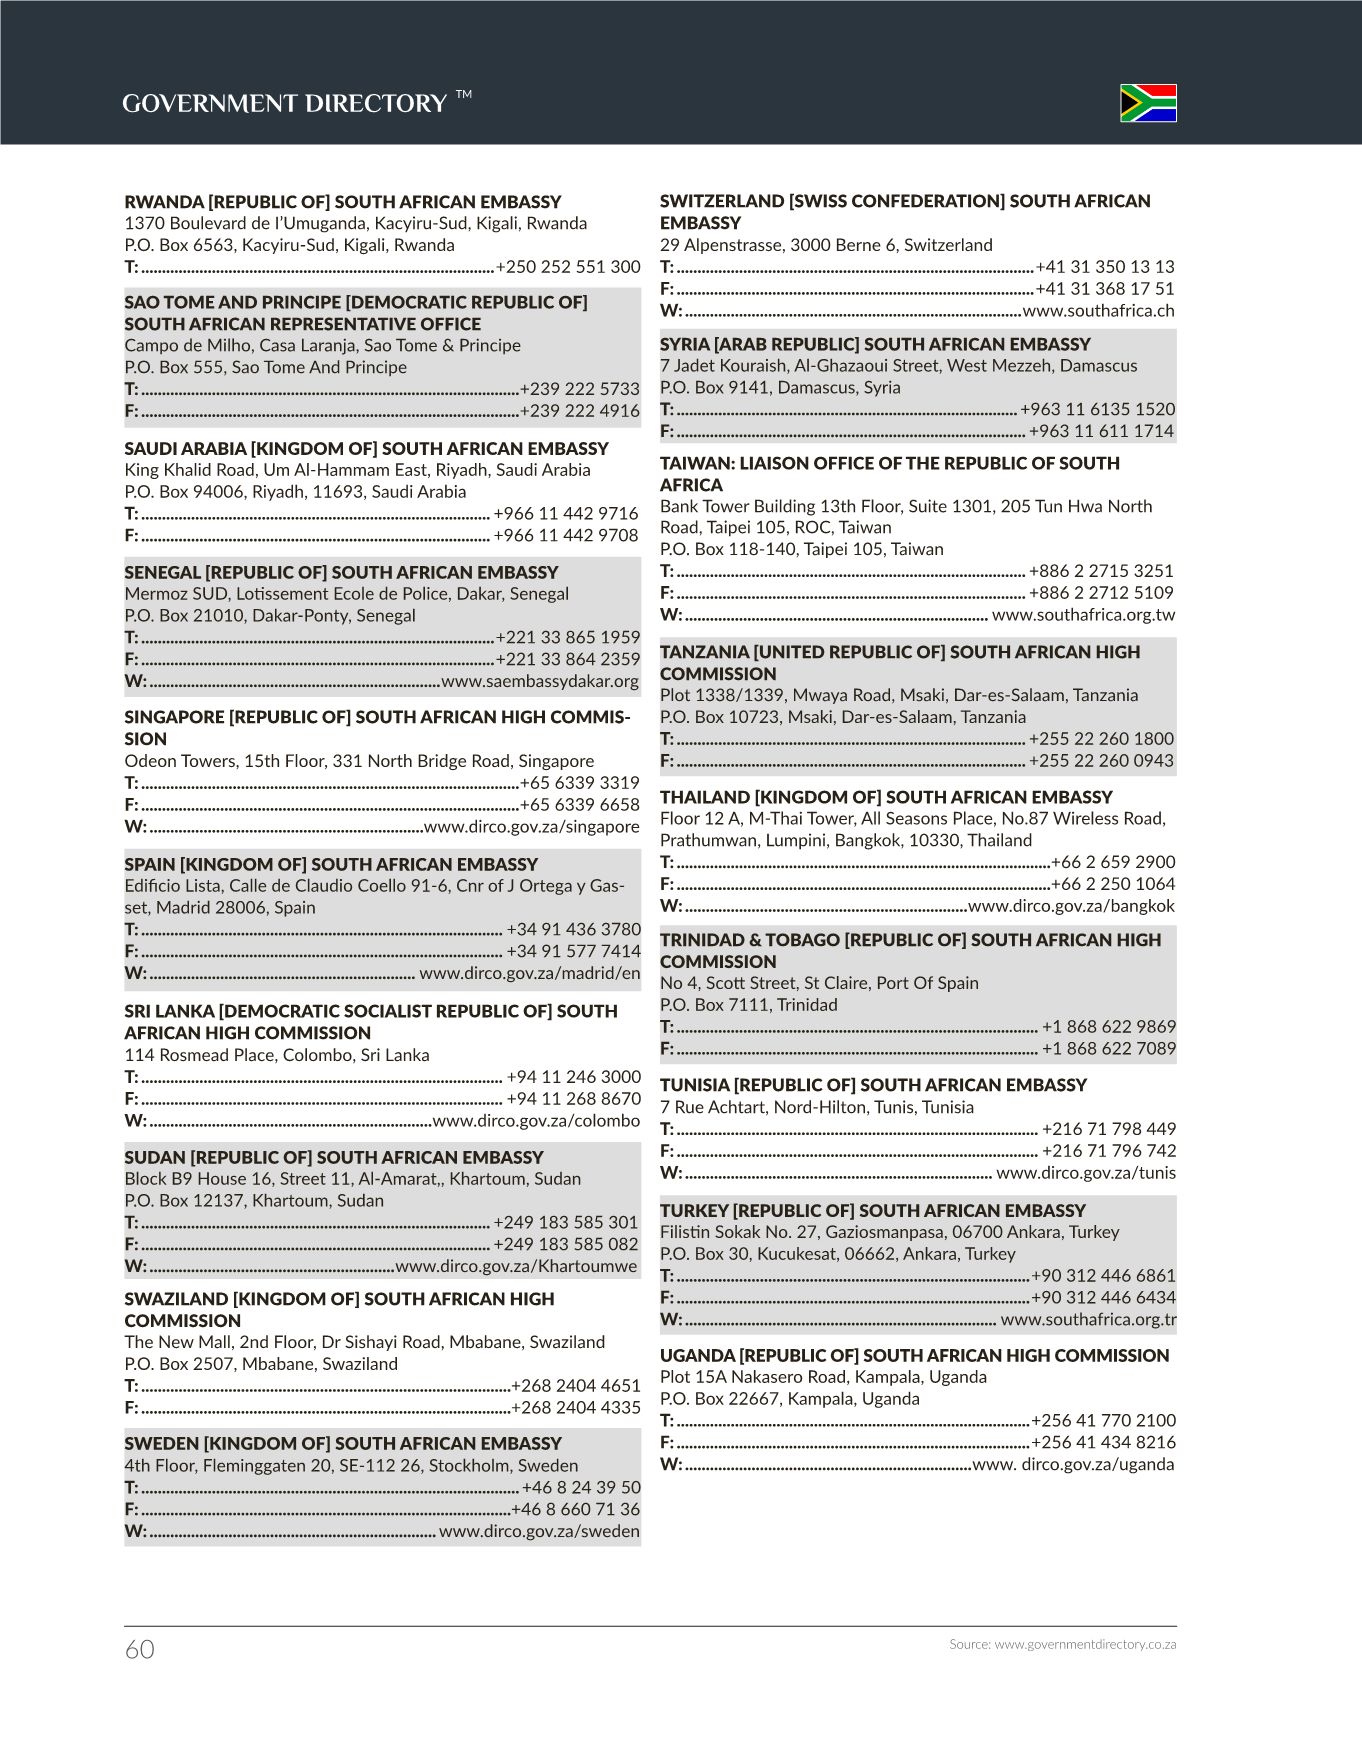 GOVERNMENT DIRECTORY ™
RWANDA [REPUBLIC OF] SOUTH AFRICAN EMBASSY
1370 Boulevard de I’Umuganda, Kacyiru-Sud, Kigali, Rwanda
P.O. Box 6563, Kacyiru-Sud, Kigali, Rwanda
T: ..................................................................................... +250 252 551 300
SAO TOME AND PRINCIPE [DEMOCRATIC REPUBLIC OF]
SOUTH AFRICAN REPRESENTATIVE OFFICE
Campo de Milho, Casa Laranja, Sao Tome & Principe
P.O. Box 555, Sao Tome And Principe
T: ...........................................................................................+239 222 5733
F: ...........................................................................................+239 222 4916
SAUDI ARABIA [KINGDOM OF] SOUTH AFRICAN EMBASSY
King Khalid Road, Um Al-Hammam East, Riyadh, Saudi Arabia
P.O. Box 94006, Riyadh, 11693, Saudi Arabia
T: .................................................................................... +966 11 442 9716
F: .................................................................................... +966 11 442 9708
SENEGAL [REPUBLIC OF] SOUTH AFRICAN EMBASSY
Mermoz SUD, Lotissement Ecole de Police, Dakar, Senegal
P.O. Box 21010, Dakar-Ponty, Senegal
T: .....................................................................................+221 33 865 1959
F: .....................................................................................+221 33 864 2359
W: ......................................................................www.saembassydakar.org
SINGAPORE [REPUBLIC OF] SOUTH AFRICAN HIGH COMMIS-
SION
Odeon Towers, 15th Floor, 331 North Bridge Road, Singapore
T: ...........................................................................................+65 6339 3319
F: ...........................................................................................+65 6339 6658
W: ..................................................................www.dirco.gov.za/singapore
SPAIN [KINGDOM OF] SOUTH AFRICAN EMBASSY
Edificio Lista, Calle de Claudio Coello 91-6, Cnr of J Ortega y Gas-
set, Madrid 28006, Spain
T: ....................................................................................... +34 91 436 3780
F: ....................................................................................... +34 91 577 7414
W: ................................................................ www.dirco.gov.za/madrid/en
SRI LANKA [DEMOCRATIC SOCIALIST REPUBLIC OF] SOUTH
AFRICAN HIGH COMMISSION
114 Rosmead Place, Colombo, Sri Lanka
T: ....................................................................................... +94 11 246 3000
F: ....................................................................................... +94 11 268 8670
W: ....................................................................www.dirco.gov.za/colombo
SUDAN [REPUBLIC OF] SOUTH AFRICAN EMBASSY
Block B9 House 16, Street 11, Al-Amarat,, Khartoum, Sudan
P.O. Box 12137, Khartoum, Sudan
T: .................................................................................... +249 183 585 301
F: .................................................................................... +249 183 585 082
W: ...........................................................www.dirco.gov.za/Khartoumwe
SWAZILAND [KINGDOM OF] SOUTH AFRICAN HIGH
COMMISSION
The New Mall, 2nd Floor, Dr Sishayi Road, Mbabane, Swaziland
P.O. Box 2507, Mbabane, Swaziland
T: .........................................................................................+268 2404 4651
F: .........................................................................................+268 2404 4335
SWEDEN [KINGDOM OF] SOUTH AFRICAN EMBASSY
4th Floor, Fleminggaten 20, SE-112 26, Stockholm, Sweden
T: ........................................................................................... +46 8 24 39 50
F: .........................................................................................+46 8 660 71 36
W: ..................................................................... www.dirco.gov.za/sweden
SWITZERLAND [SWISS CONFEDERATION] SOUTH AFRICAN
EMBASSY
29 Alpenstrasse, 3000 Berne 6, Switzerland
T: ......................................................................................+41 31 350 13 13
F: ......................................................................................+41 31 368 17 51
W: .................................................................................www.southafrica.ch
SYRIA [ARAB REPUBLIC] SOUTH AFRICAN EMBASSY
7 Jadet Kouraish, Al-Ghazaoui Street, West Mezzeh, Damascus
P.O. Box 9141, Damascus, Syria
T: .................................................................................. +963 11 6135 1520
F: .................................................................................... +963 11 611 1714
TAIWAN: LIAISON OFFICE OF THE REPUBLIC OF SOUTH
AFRICA
Bank Tower Building 13th Floor, Suite 1301, 205 Tun Hwa North
Road, Taipei 105, ROC, Taiwan
P.O. Box 118-140, Taipei 105, Taiwan
T: .................................................................................... +886 2 2715 3251
F: .................................................................................... +886 2 2712 5109
W: ......................................................................... www.southafrica.org.tw
TANZANIA [UNITED REPUBLIC OF] SOUTH AFRICAN HIGH
COMMISSION
Plot 1338/1339, Mwaya Road, Msaki, Dar-es-Salaam, Tanzania
P.O. Box 10723, Msaki, Dar-es-Salaam, Tanzania
T: .................................................................................... +255 22 260 1800
F: .................................................................................... +255 22 260 0943
THAILAND [KINGDOM OF] SOUTH AFRICAN EMBASSY
Floor 12 A, M-Thai Tower, All Seasons Place, No.87 Wireless Road,
Prathumwan, Lumpini, Bangkok, 10330, Thailand
T: ..........................................................................................+66 2 659 2900
F: ..........................................................................................+66 2 250 1064
W: ....................................................................www.dirco.gov.za/bangkok
TRINIDAD & TOBAGO [REPUBLIC OF] SOUTH AFRICAN HIGH
COMMISSION
No 4, Scott Street, St Claire, Port Of Spain
P.O. Box 7111, Trinidad
T: ....................................................................................... +1 868 622 9869
F: ....................................................................................... +1 868 622 7089
TUNISIA [REPUBLIC OF] SOUTH AFRICAN EMBASSY
7 Rue Achtart, Nord-Hilton, Tunis, Tunisia
T: ....................................................................................... +216 71 798 449
F: ....................................................................................... +216 71 796 742
W: .......................................................................... www.dirco.gov.za/tunis
TURKEY [REPUBLIC OF] SOUTH AFRICAN EMBASSY
Filistin Sokak No. 27, Gaziosmanpasa, 06700 Ankara, Turkey
P.O. Box 30, Kucukesat, 06662, Ankara, Turkey
T: .....................................................................................+90 312 446 6861
F: .....................................................................................+90 312 446 6434
W: ........................................................................... www.southafrica.org.tr
UGANDA [REPUBLIC OF] SOUTH AFRICAN HIGH COMMISSION
Plot 15A Nakasero Road, Kampala, Uganda
P.O. Box 22667, Kampala, Uganda
T: .....................................................................................+256 41 770 2100
F: .....................................................................................+256 41 434 8216
W: .....................................................................www. dirco.gov.za/uganda
60
Source: www.governmentdirectory.co.za